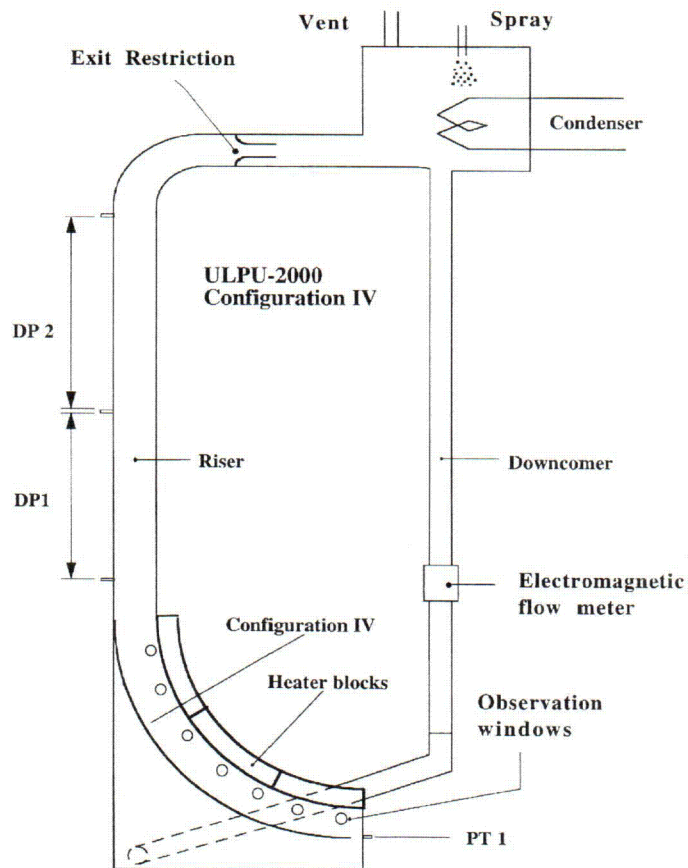 Vent
Spray
Exit Restriction
Condenser
ULPU-2000
Configuration IV
DP 2
Riser
Downcomer
DP1
Electromagnetic
flow meter
Configuration IV
Heater blocks
Observation
windows
PT 1